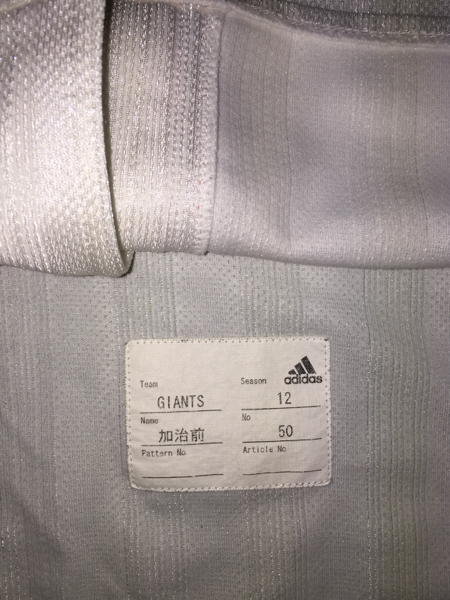 Team
GIANTS
Season
12
adidas
Name
加治前
No
50
Pattern No
Article No